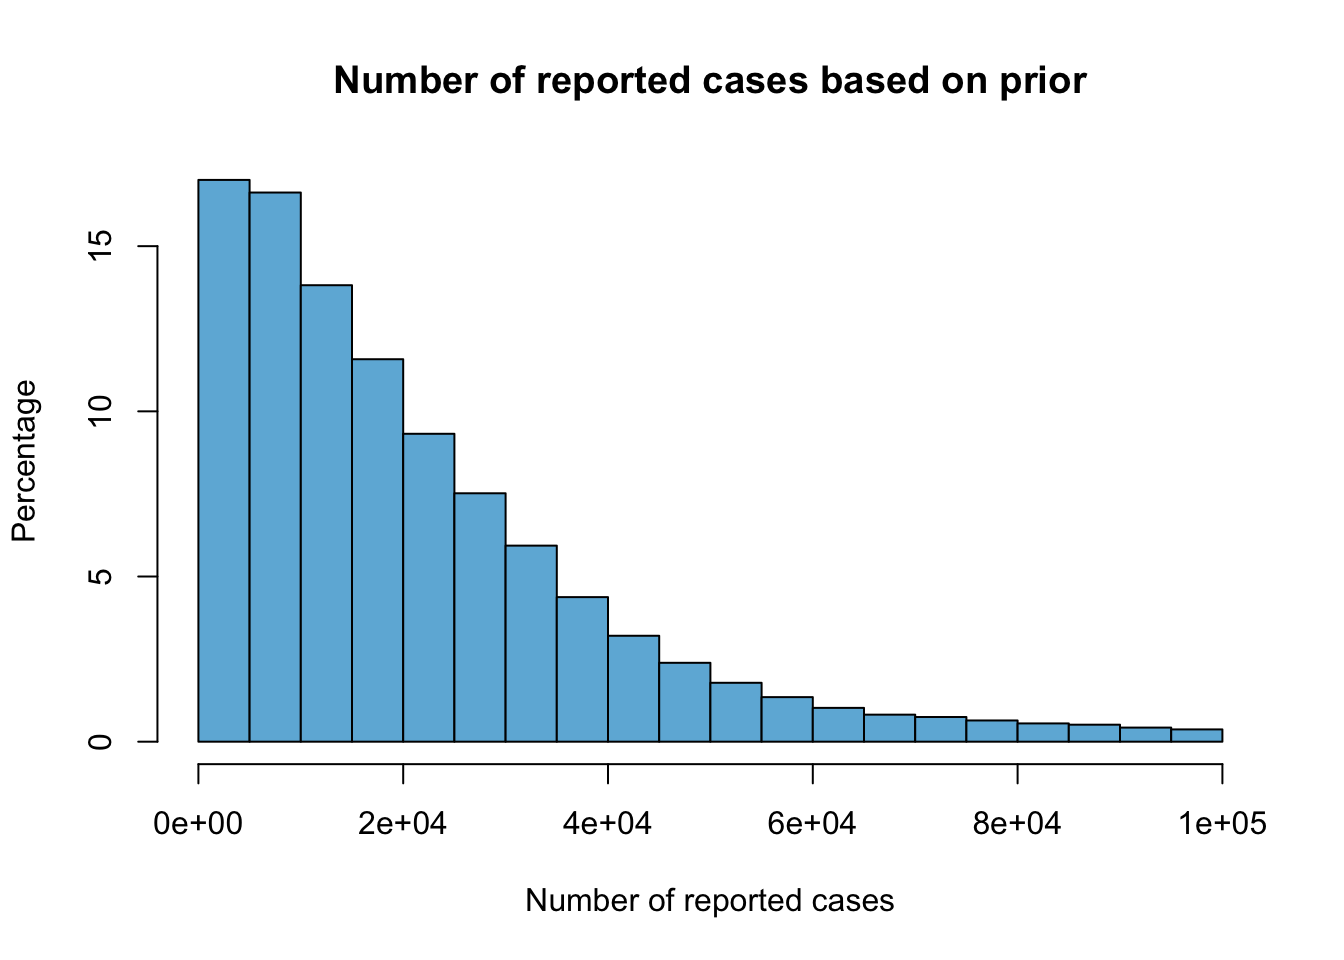 Number of reported cases based on prior
Percentage
15
10
5
0
0e+00 2e+04 4e+04 6e+04 8e+04 1e+05
Number of reported cases